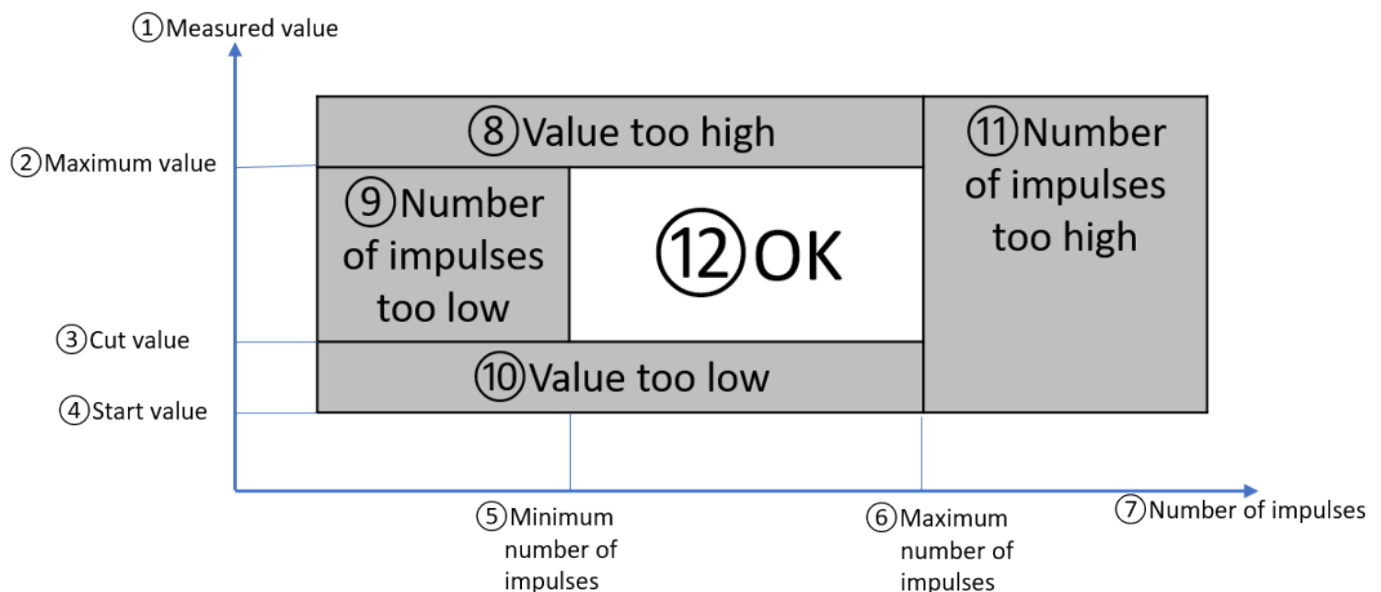 ①Measured value
⑧Value too high
⑪Number
of impulses
too high
②Maximum value
⑨Number
of impulses
too low
⑫OK
③Cut value
⑩Value too low
④Start value
⑤Minimum
number of
impulses
⑥Maximum
number of
impulses
⑦Number of impulses